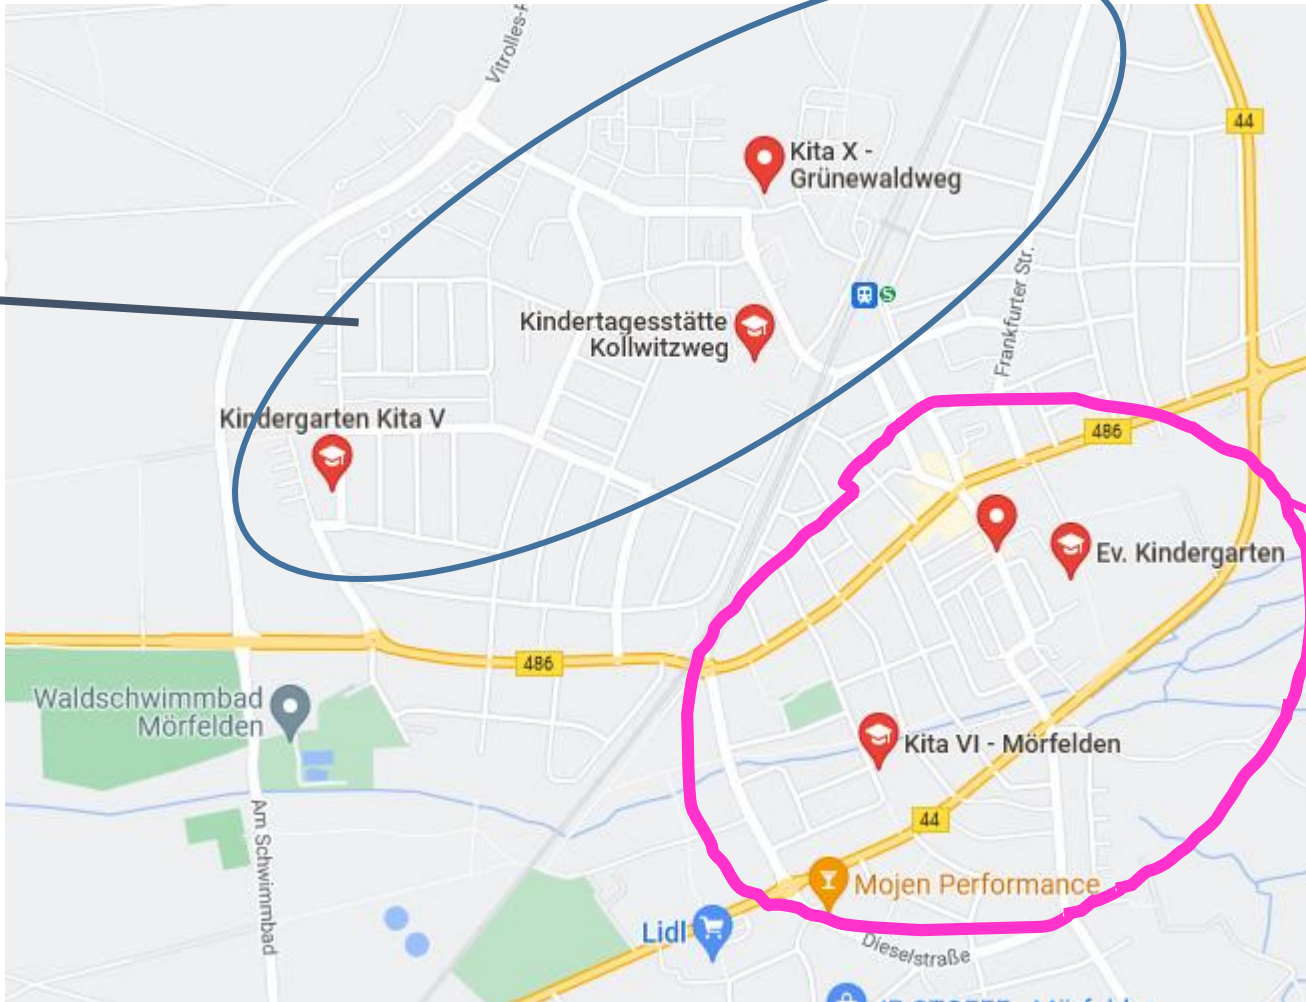 Vitrolles-
44
Kita X -
Grünewaldweg
S
Frankfurter Str.
Kindertagesstätte
Kollwitzweg
Kindergarten Kita V
486
Ev. Kindergarten
486
Waldschwimmbad
Mörfelden
Kita VI - Mörfelden
Am Schwimmbad
44
Mojen Performance
Lidl
Dieselstraße